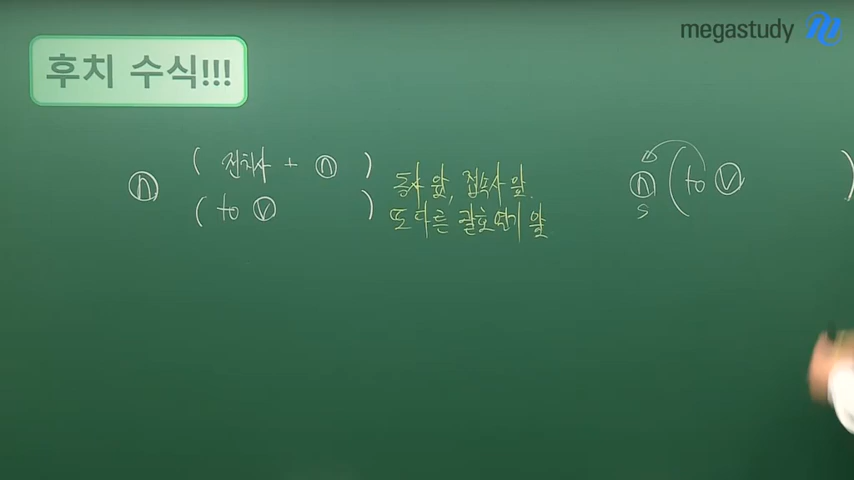 megastudy
후치 수식!!!
n ( 전치사 + n )
( to v )
동사 앞, 접속사 앞.
또 다른 괄호열기 앞
n ( to v )
s